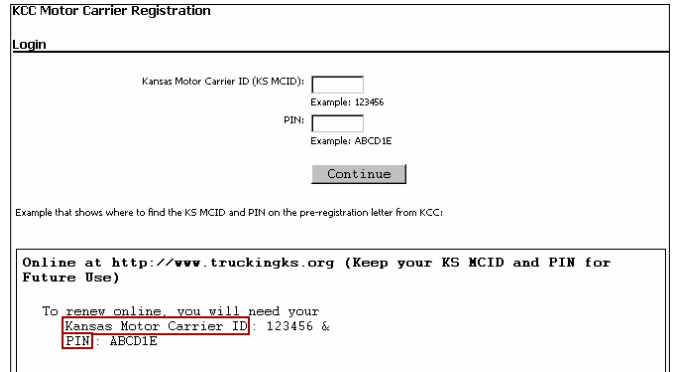 KCC Motor Carrier Registration
Login
Kansas Motor Carrier ID (KS MCID):
Example: 123456
PIN:
Example: ABCD1E
Continue
Example that shows where to find the KS MCID and PIN on the pre-registration letter from KCC:
Online at http://www.truckingks.org (Keep your KS MCID and PIN for
Future Use)
To renew online, you will need your
Kansas Motor Carrier ID: 123456 &
PIN: ABCD1E